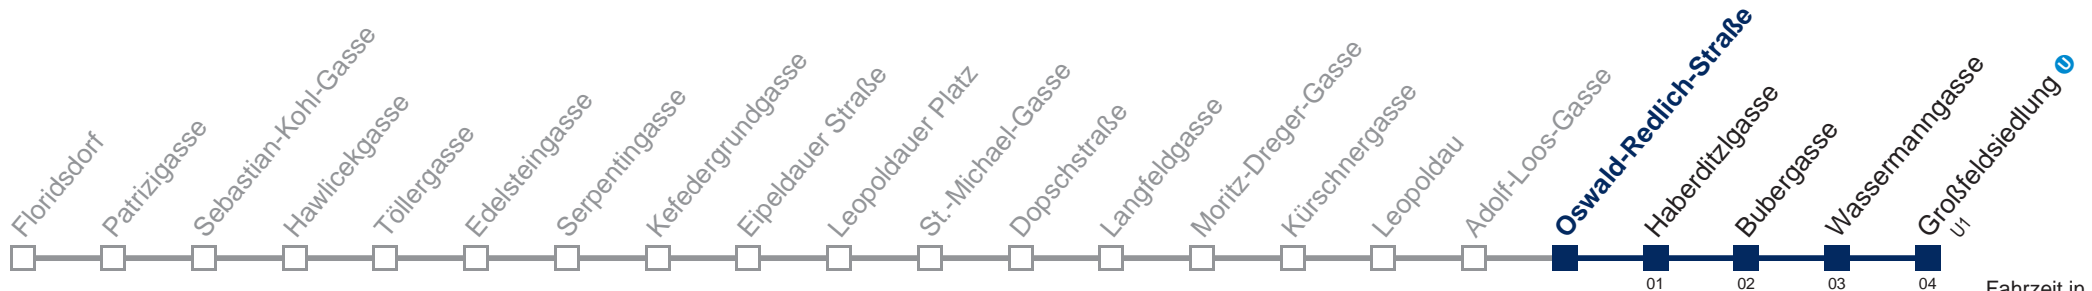 Floridsdorf
Patrizigasse
Sebastian-Kohl-Gasse
Hawlicekgasse
Töllergasse
Edelsteingasse
Serpentingasse
Kefedergrundgasse
Eipeldauer Straße
Leopoldauer Platz
St.-Michael-Gasse
Dopschstraße
Langfeldgasse
Moritz-Dreger-Gasse
Kürschnergasse
Leopoldau
Adolf-Loos-Gasse
Oswald-Redlich-Straße
Haberditzlgasse
Bubergasse
Wassermanngasse
Großfeldsiedlung U
U1
01 02 03 04
Fahrzeit in